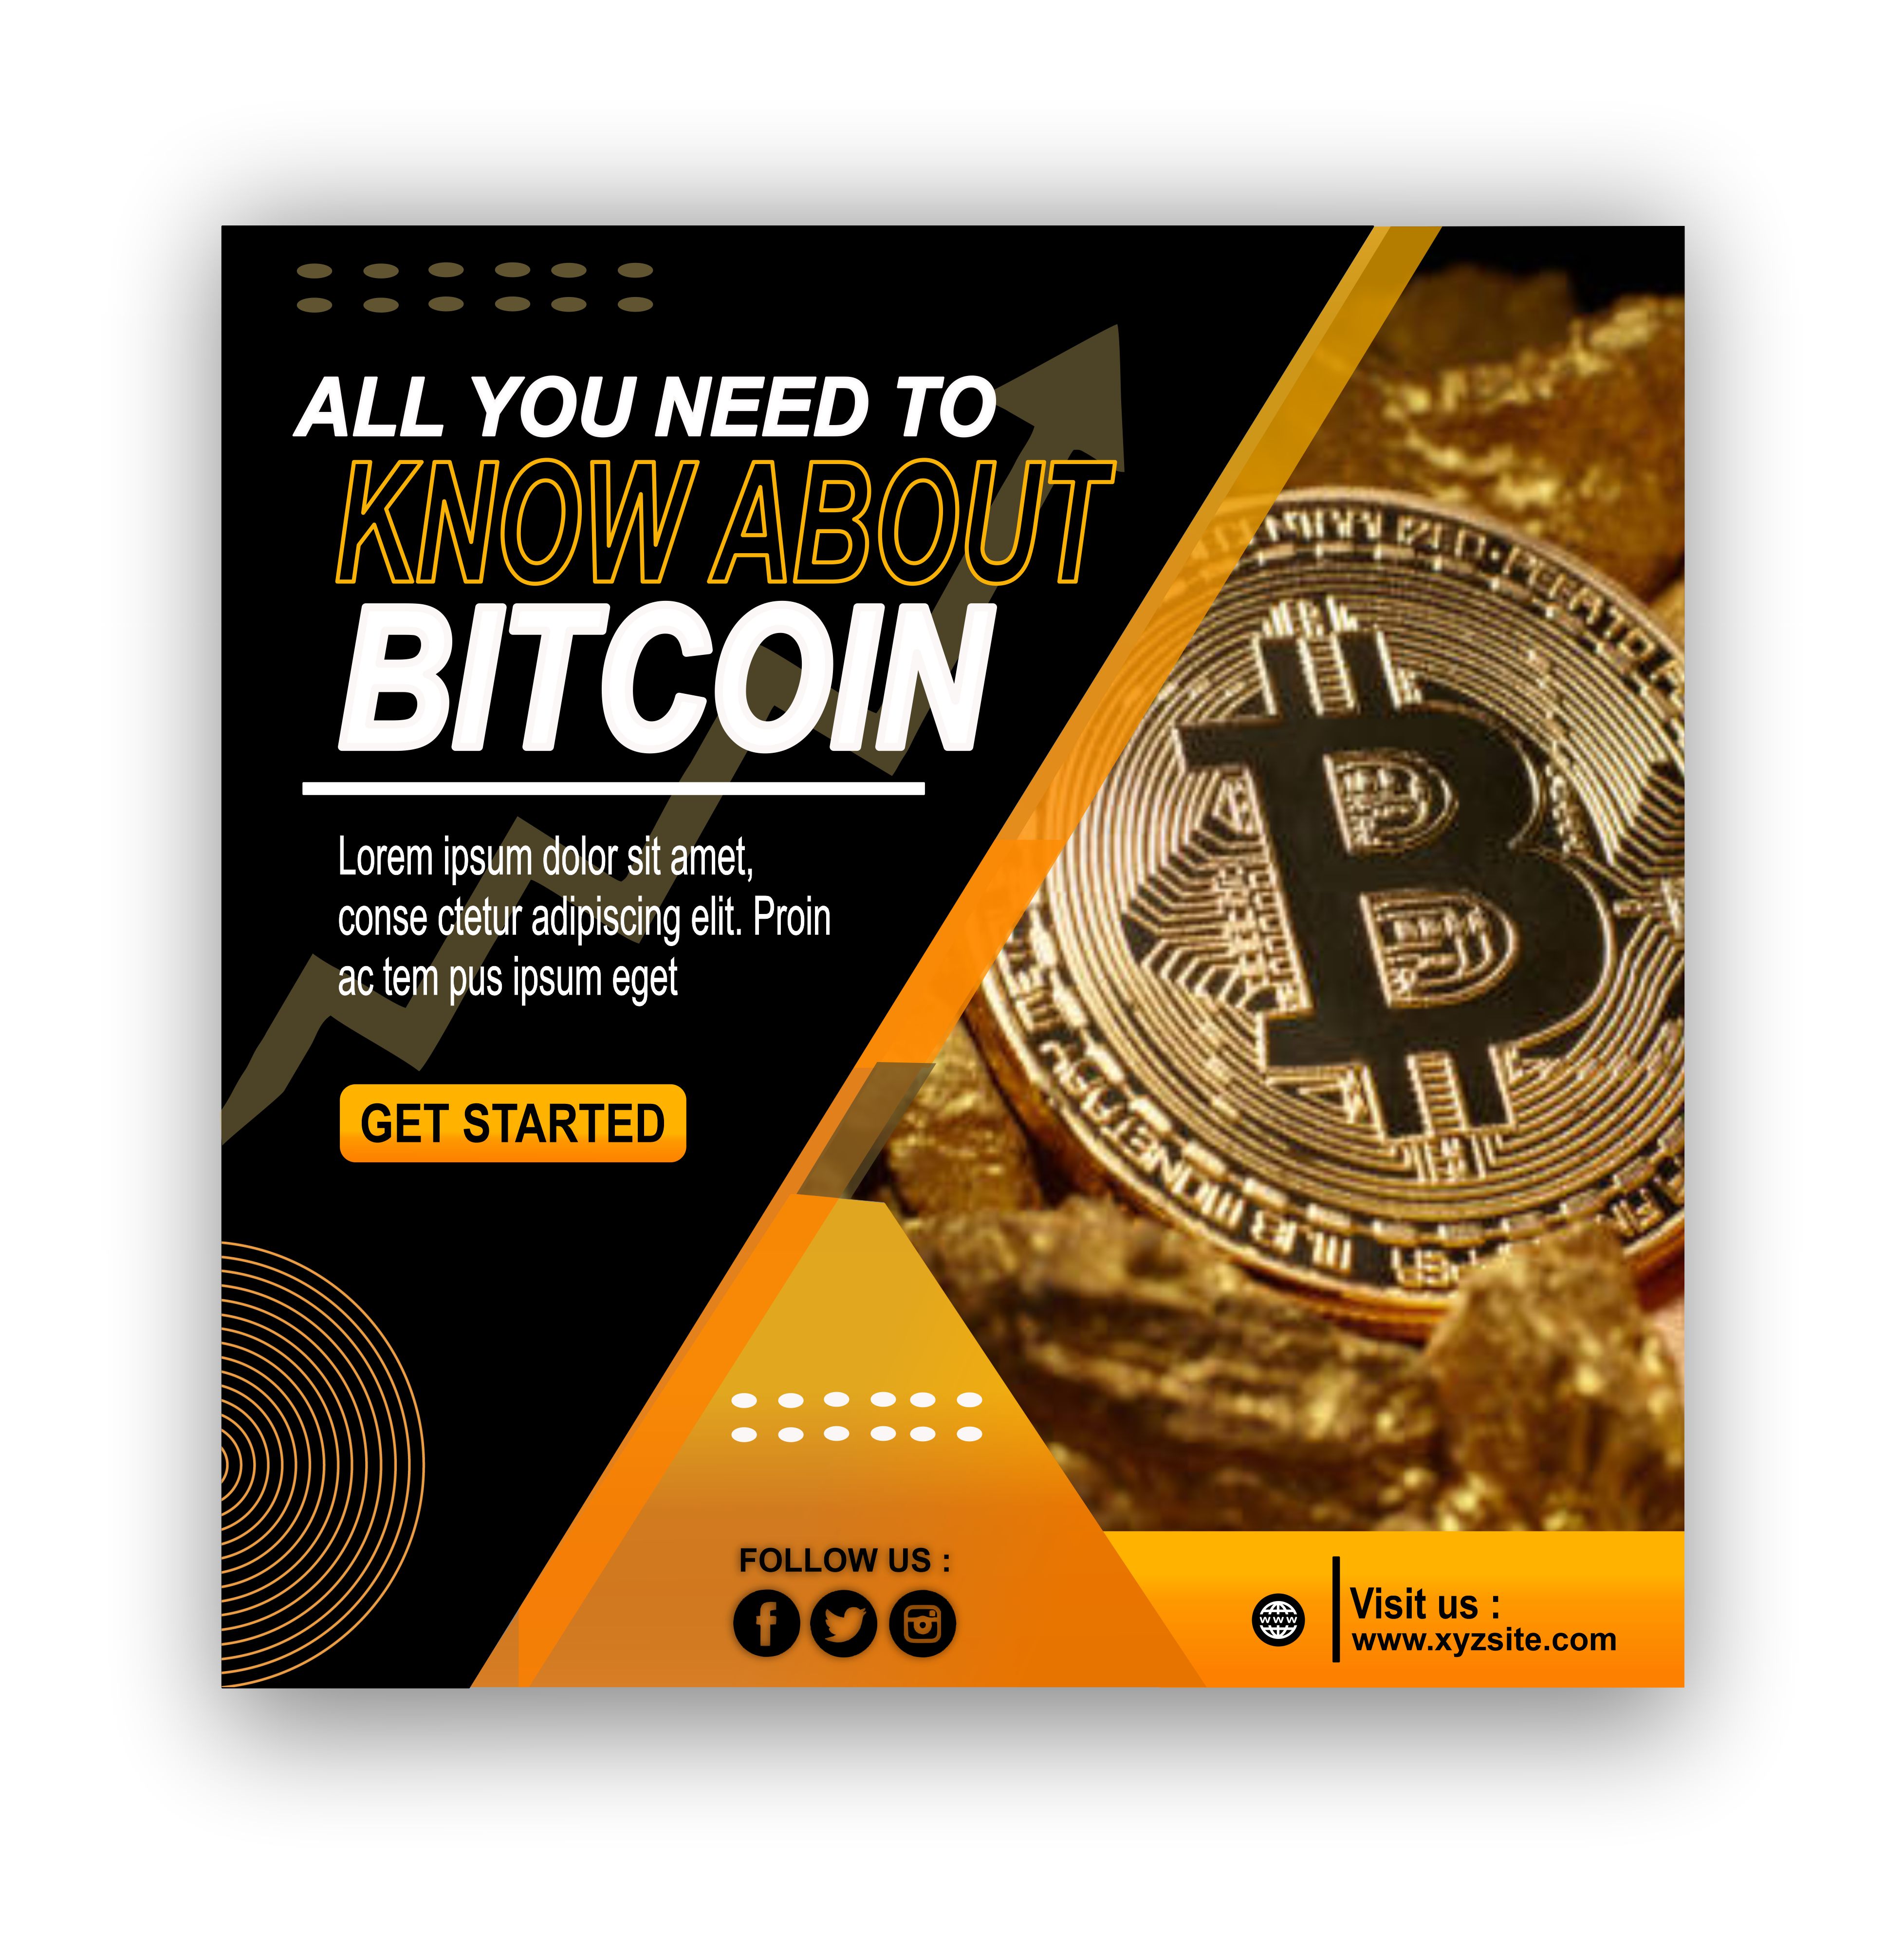 ALL YOU NEED TO
KNOW ABOUT
BITCOIN
Lorem ipsum dolor sit amet,
conse ctetur adipiscing elit. Proin
ac tem pus ipsum eget
GET STARTED
FOLLOW US :
www
Visit us :
www.xyzsite.com